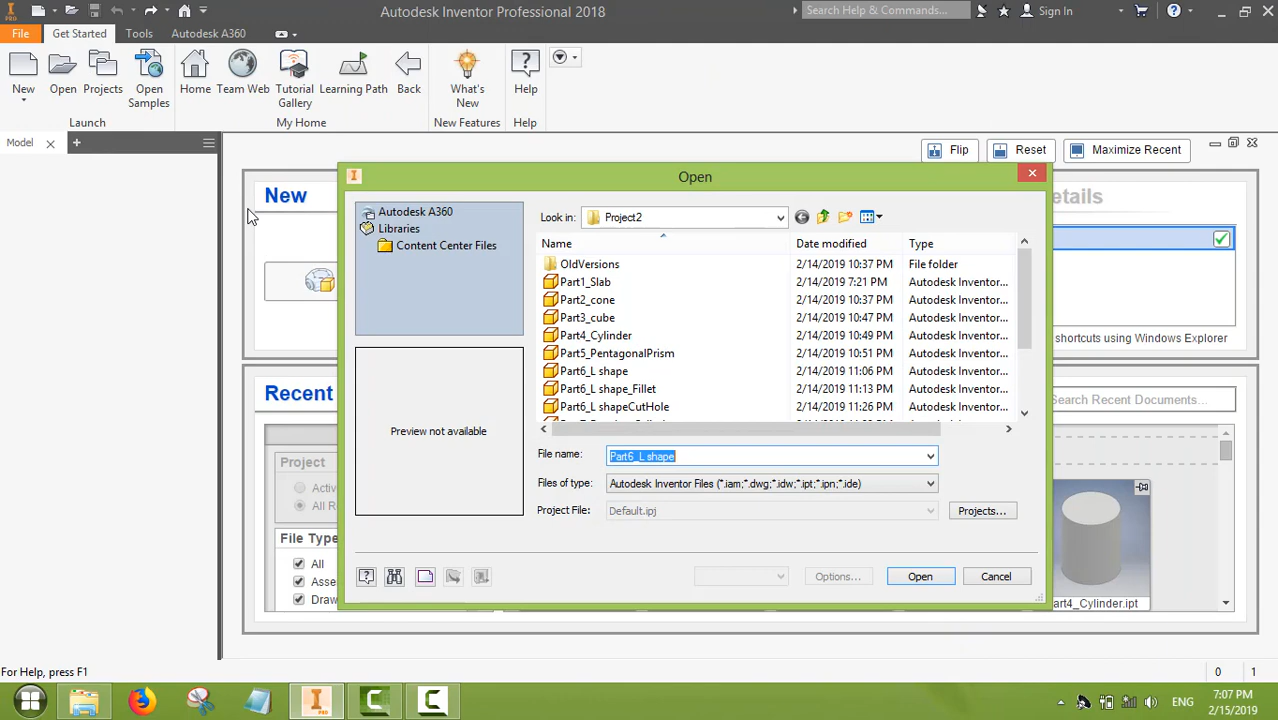 PRO
Autodesk Inventor Professional 2018
Search Help & Commands...
Sign In
File
Get Started
Tools
Autodesk A360
New
Open
Projects
Open Samples
Home
Team Web
Tutorial Gallery
Learning Path
Back
What's New
Help
Launch
My Home
New Features
Help
Model
Flip
Reset
Maximize Recent
New
etails
shortcuts using Windows Explorer
Open
Autodesk A360
Libraries
Content Center Files
Preview not available
Look in:
Project2
Name
Date modified
Type
OldVersions
2/14/2019 10:37 PM
File folder
Part1_Slab
2/14/2019 7:21 PM
Autodesk Inventor...
Part2_cone
2/14/2019 10:37 PM
Autodesk Inventor...
Part3_cube
2/14/2019 10:47 PM
Autodesk Inventor...
Part4_Cylinder
2/14/2019 10:49 PM
Autodesk Inventor...
Part5_PentagonalPrism
2/14/2019 10:51 PM
Autodesk Inventor...
Part6_L shape
2/14/2019 11:06 PM
Autodesk Inventor...
Part6_L shape_Fillet
2/14/2019 11:13 PM
Autodesk Inventor...
Part6_L shapeCutHole
2/14/2019 11:26 PM
Autodesk Inventor...
File name:
Part6_L shape
Files of type:
Autodesk Inventor Files (*.iam;*.dwg;*.idw;*.ipt;*.ipn;*.ide)
Project File:
Default.ipj
Projects...
Options...
Open
Cancel
Recent
Search Recent Documents...
Project
Activ
All R
File Type
All
Asse
Draw
art4_Cylinder.ipt
For Help, press F1
0
1
ENG
7:07 PM
2/15/2019